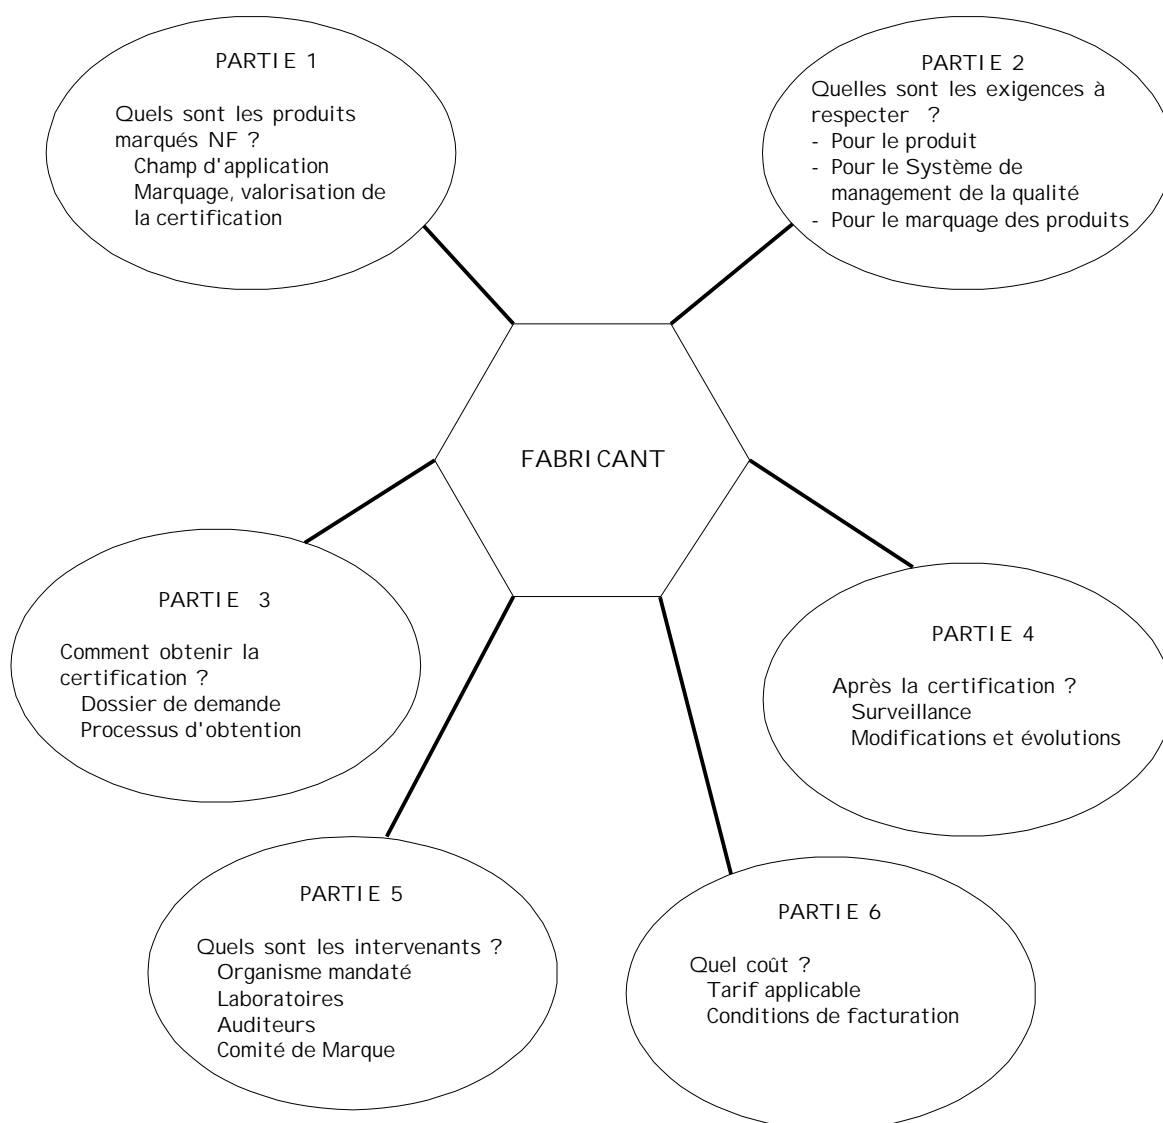 PARTIE 1
Quels sont les produits
marqués NF ?
Champ d'application
Marquage, valorisation de
la certification
PARTIE 2
Quelles sont les exigences à
respecter ?
- Pour le produit
- Pour le Système de
management de la qualité
- Pour le marquage des produits
FABRICANT
PARTIE 3
Comment obtenir la
certification ?
Dossier de demande
Processus d'obtention
PARTIE 4
Après la certification ?
Surveillance
Modifications et évolutions
PARTIE 5
Quels sont les intervenants ?
Organisme mandaté
Laboratoires
Auditeurs
Comité de Marque
PARTIE 6
Quel coût ?
Tarif applicable
Conditions de facturation